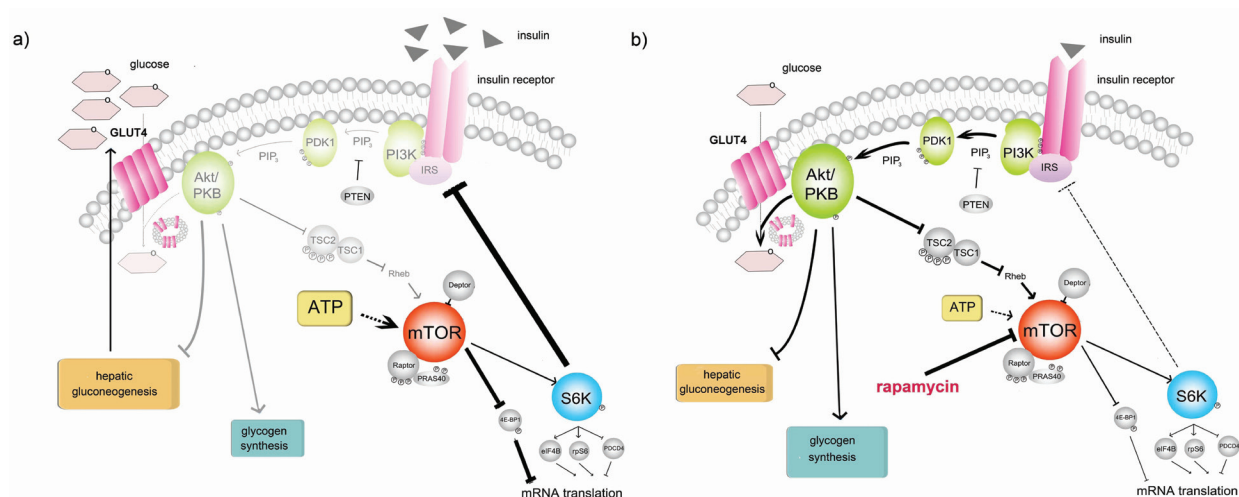 a)
insulin
glucose
insulin receptor
GLUT4
PDK1
PIP3
PIP3
PI3K
IRS
Akt/
PKB
PTEN
P
TSC2
TSC1
P P P P
Rheb
ATP
Deptor
mTOR
Raptor
PRAS40
P P
P P P
hepatic
gluconeogenesis
glycogen
synthesis
S6K
P
4E-BP1
P
eIF4B
rpS6
PDCD4
mRNA translation
O
O
O
O
O
b)
insulin
glucose
insulin receptor
GLUT4
PDK1
PIP3
PIP3
PI3K
IRS
Akt/
PKB
P
P
PTEN
TSC2
TSC1
P P P P
Rheb
ATP
Deptor
mTOR
Raptor
PRAS40
P P
P P P
rapamycin
hepatic
gluconeogenesis
glycogen
synthesis
S6K
P
4E-BP1
P
eIF4B
rpS6
PDCD4
mRNA translation
O
O